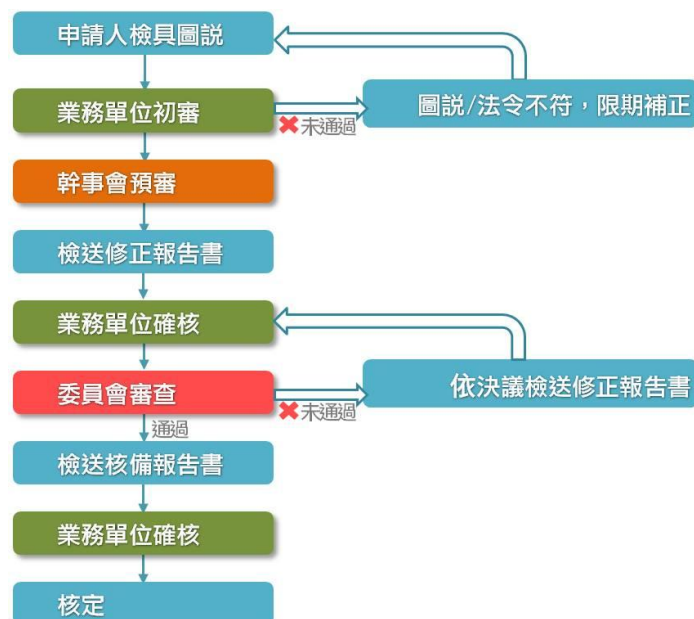 申請人檢具圖説
業務單位初審
圖説/法令不符，限期補正
未通過
幹事會預審
檢送修正報告書
業務單位確核
委員會審查
依決議檢送修正報告書
未通過
通過
檢送核備報告書
業務單位確核
核定